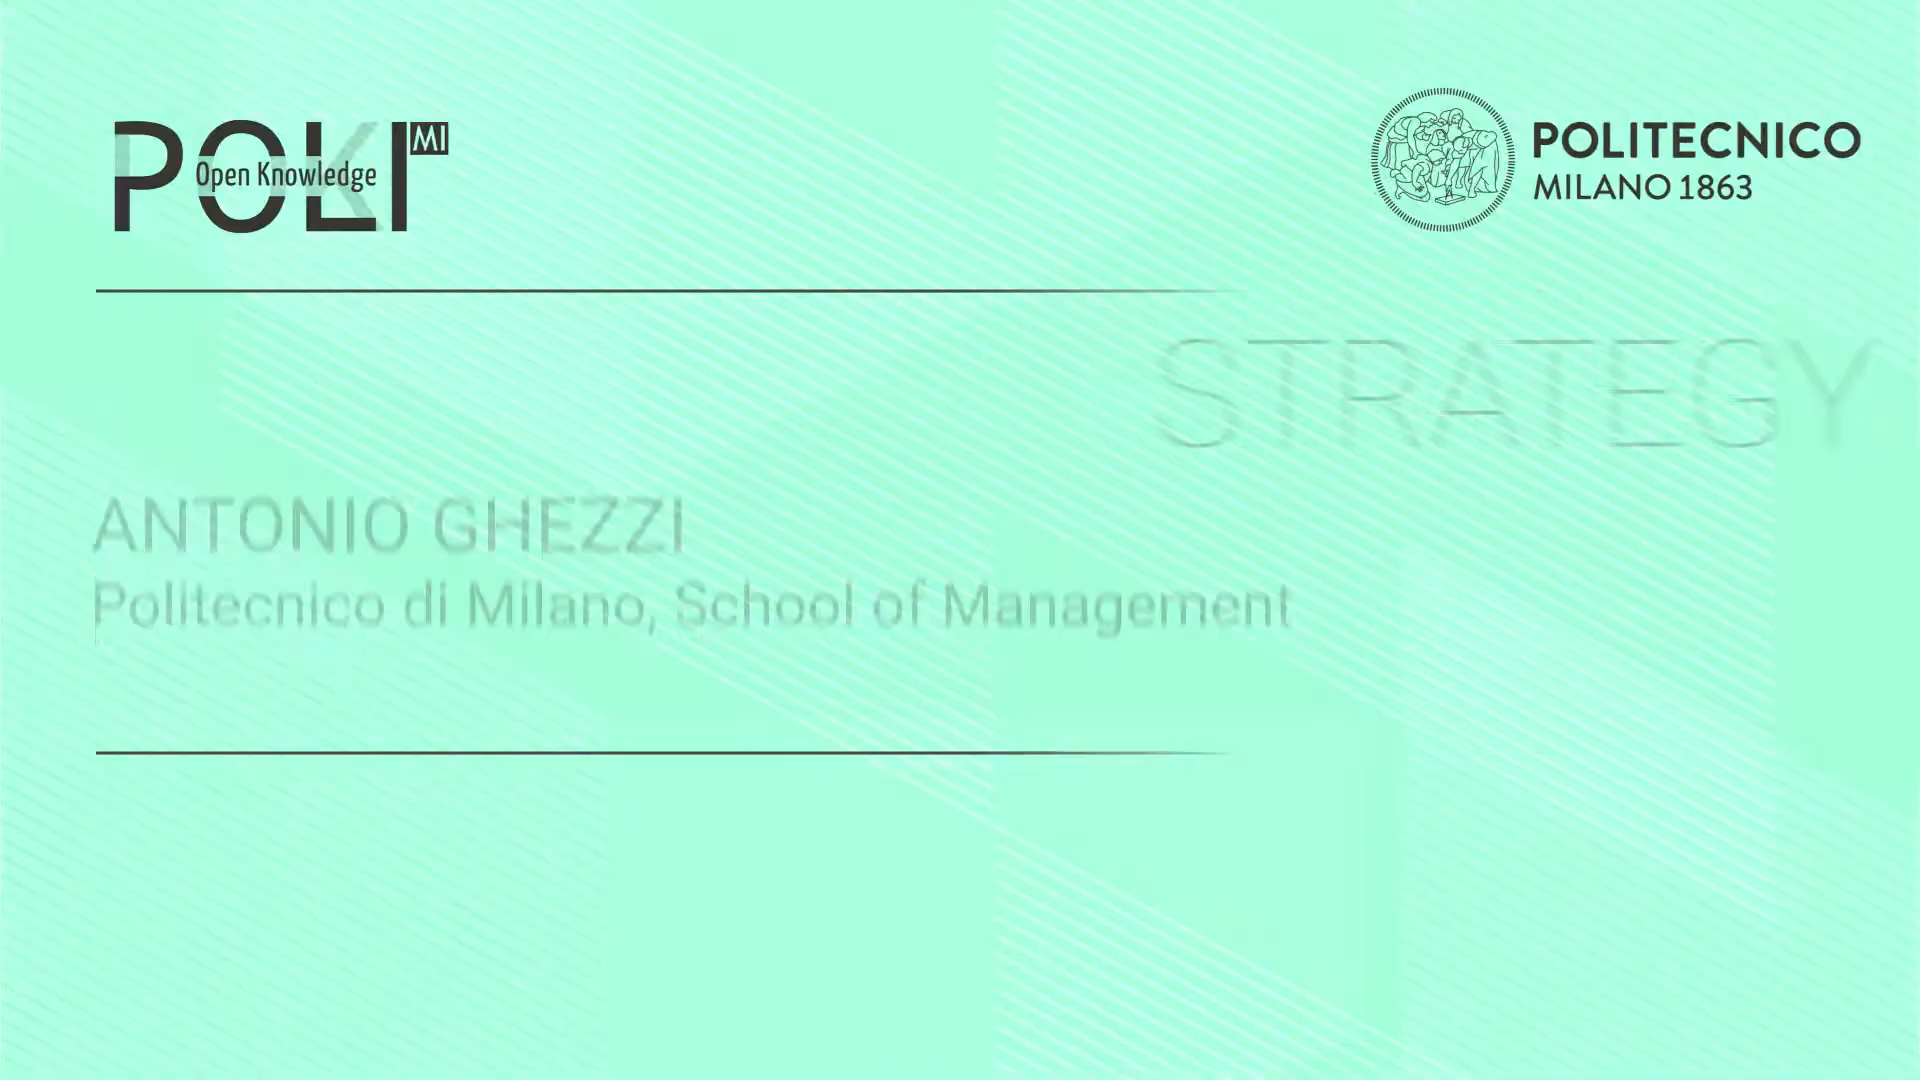 POLI MI
Open Knowledge
POLITECNICO
MILANO 1863
STRATEGY
ANTONIO GHEZZI
Politecnico di Milano, School of Management